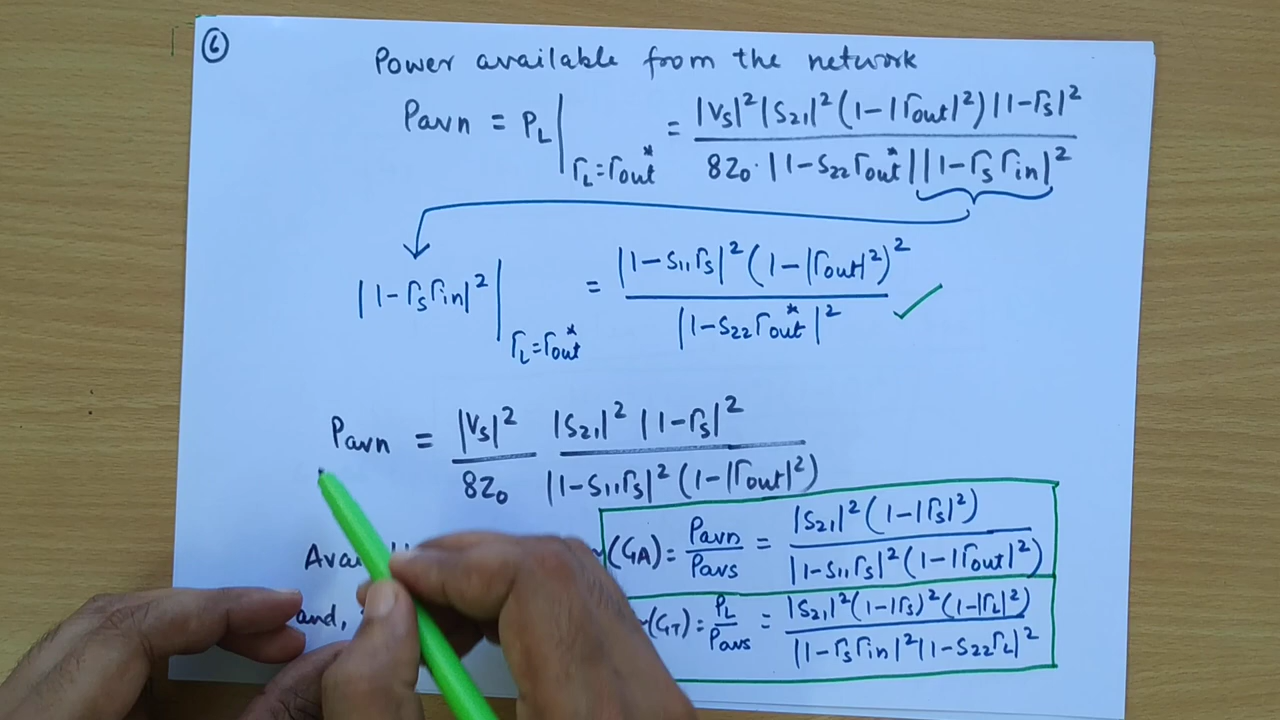 6
Power available from the network
Pavn = PL | ΓL=Γout* = |Vs|²|S21|²(1-|Γout|²)|1-Γs|² / 8Z0·|1-S22Γout*||1-ΓsΓin|²
|1-ΓsΓin|² | ΓL=Γout* = |1-S11Γs|²(1-|Γout|²)² / |1-S22Γout*|² ✓
Pavn = |Vs|² / 8Z0 |S21|²|1-Γs|² / |1-S11Γs|²(1-|Γout|²)
(GA) = Pavn / Pavs = |S21|²(1-|Γs|²) / |1-S11Γs|²(1-|Γout|²)
and, (GT) = PL / Pavs = |S21|²(1-|Γs)²(1-|ΓL|²) / |1-ΓsΓin|²|1-S22ΓL|²